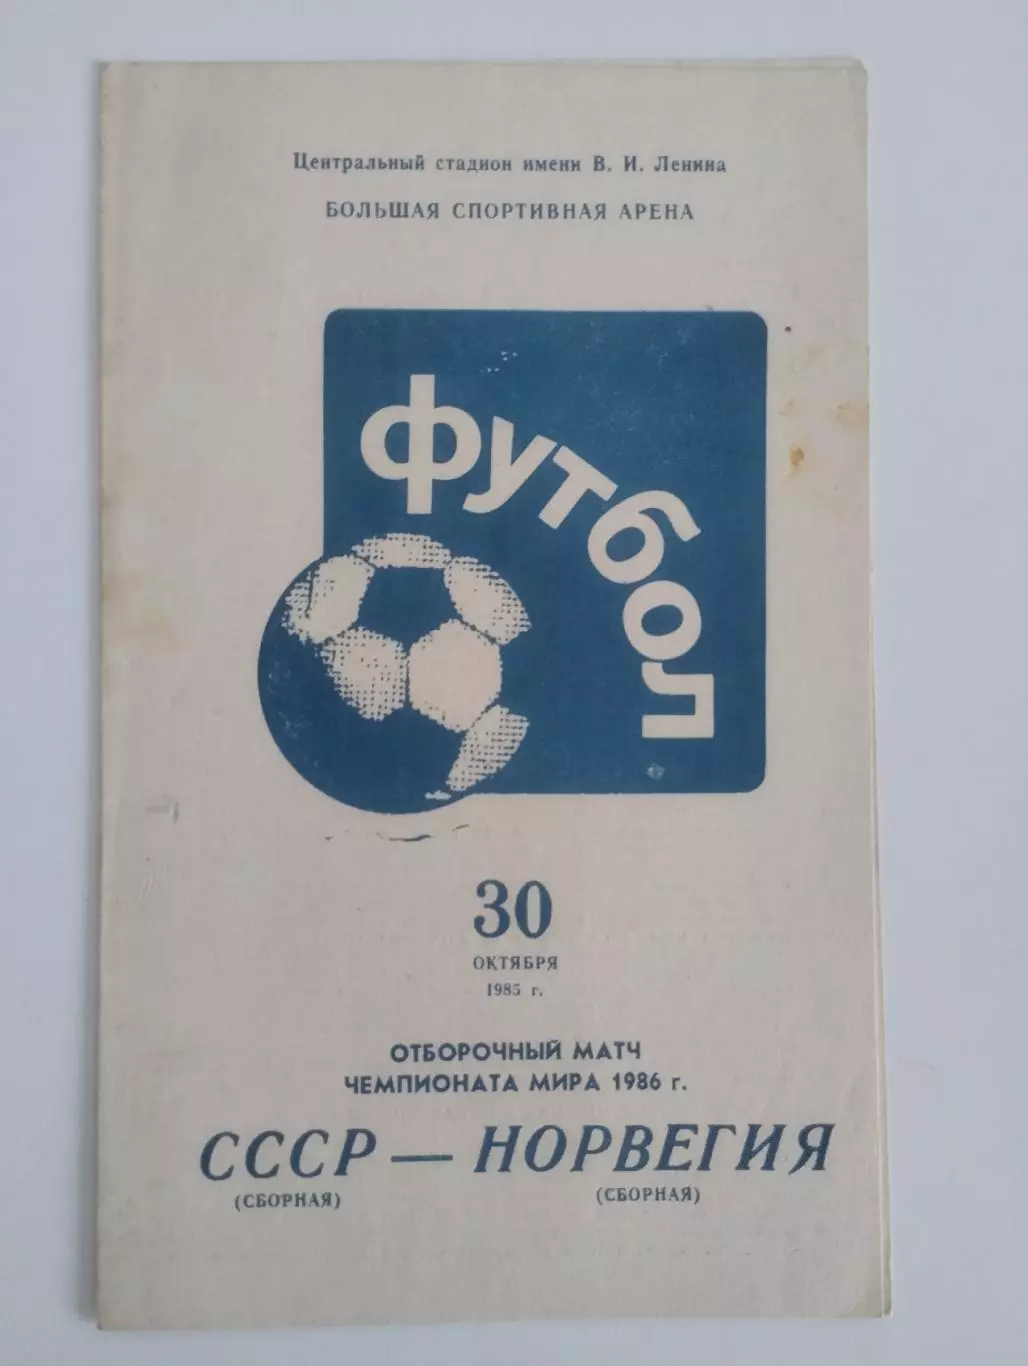 Центральный стадион имени В. И. Ленина
БОЛЬШАЯ СПОРТИВНАЯ АРЕНА
футбол
30
ОКТЯБРЯ
1985 г.
ОТБОРОЧНЫЙ МАТЧ
ЧЕМПИОНАТА МИРА 1986 г.
СССР — НОРВЕГИЯ
(СБОРНАЯ) (СБОРНАЯ)